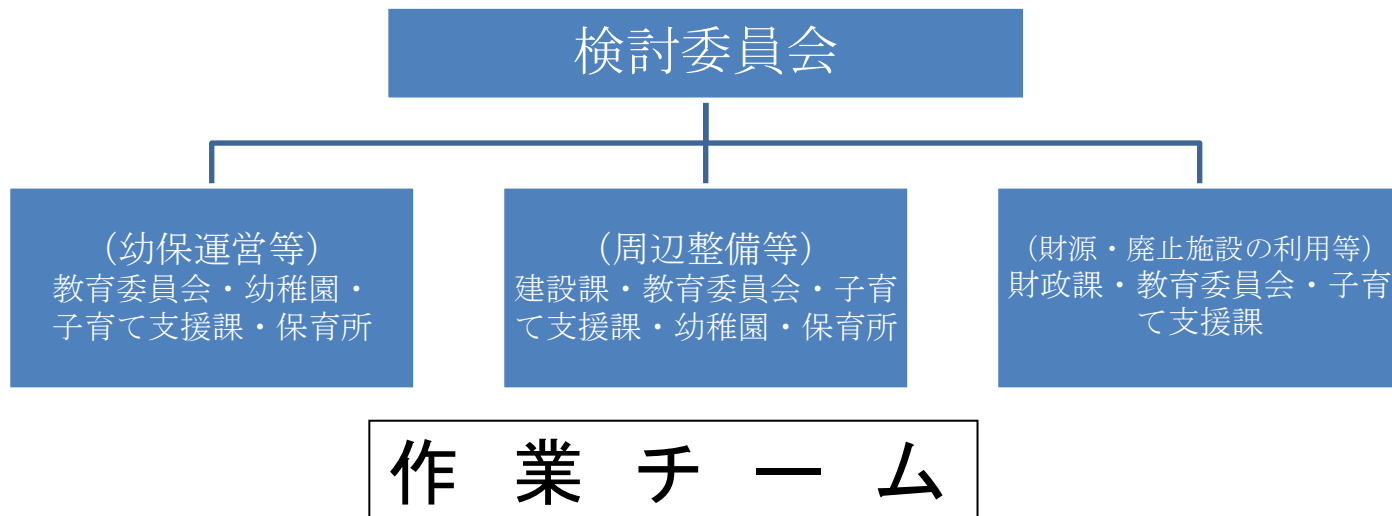 検討委員会
（幼保運営等）
教育委員会・幼稚園・
子育て支援課・保育所
（周辺整備等）
建設課・教育委員会・子育
て支援課・幼稚園・保育所
（財源・廃止施設の利用等）
財政課・教育委員会・子育
て支援課
作 業 チ ー ム